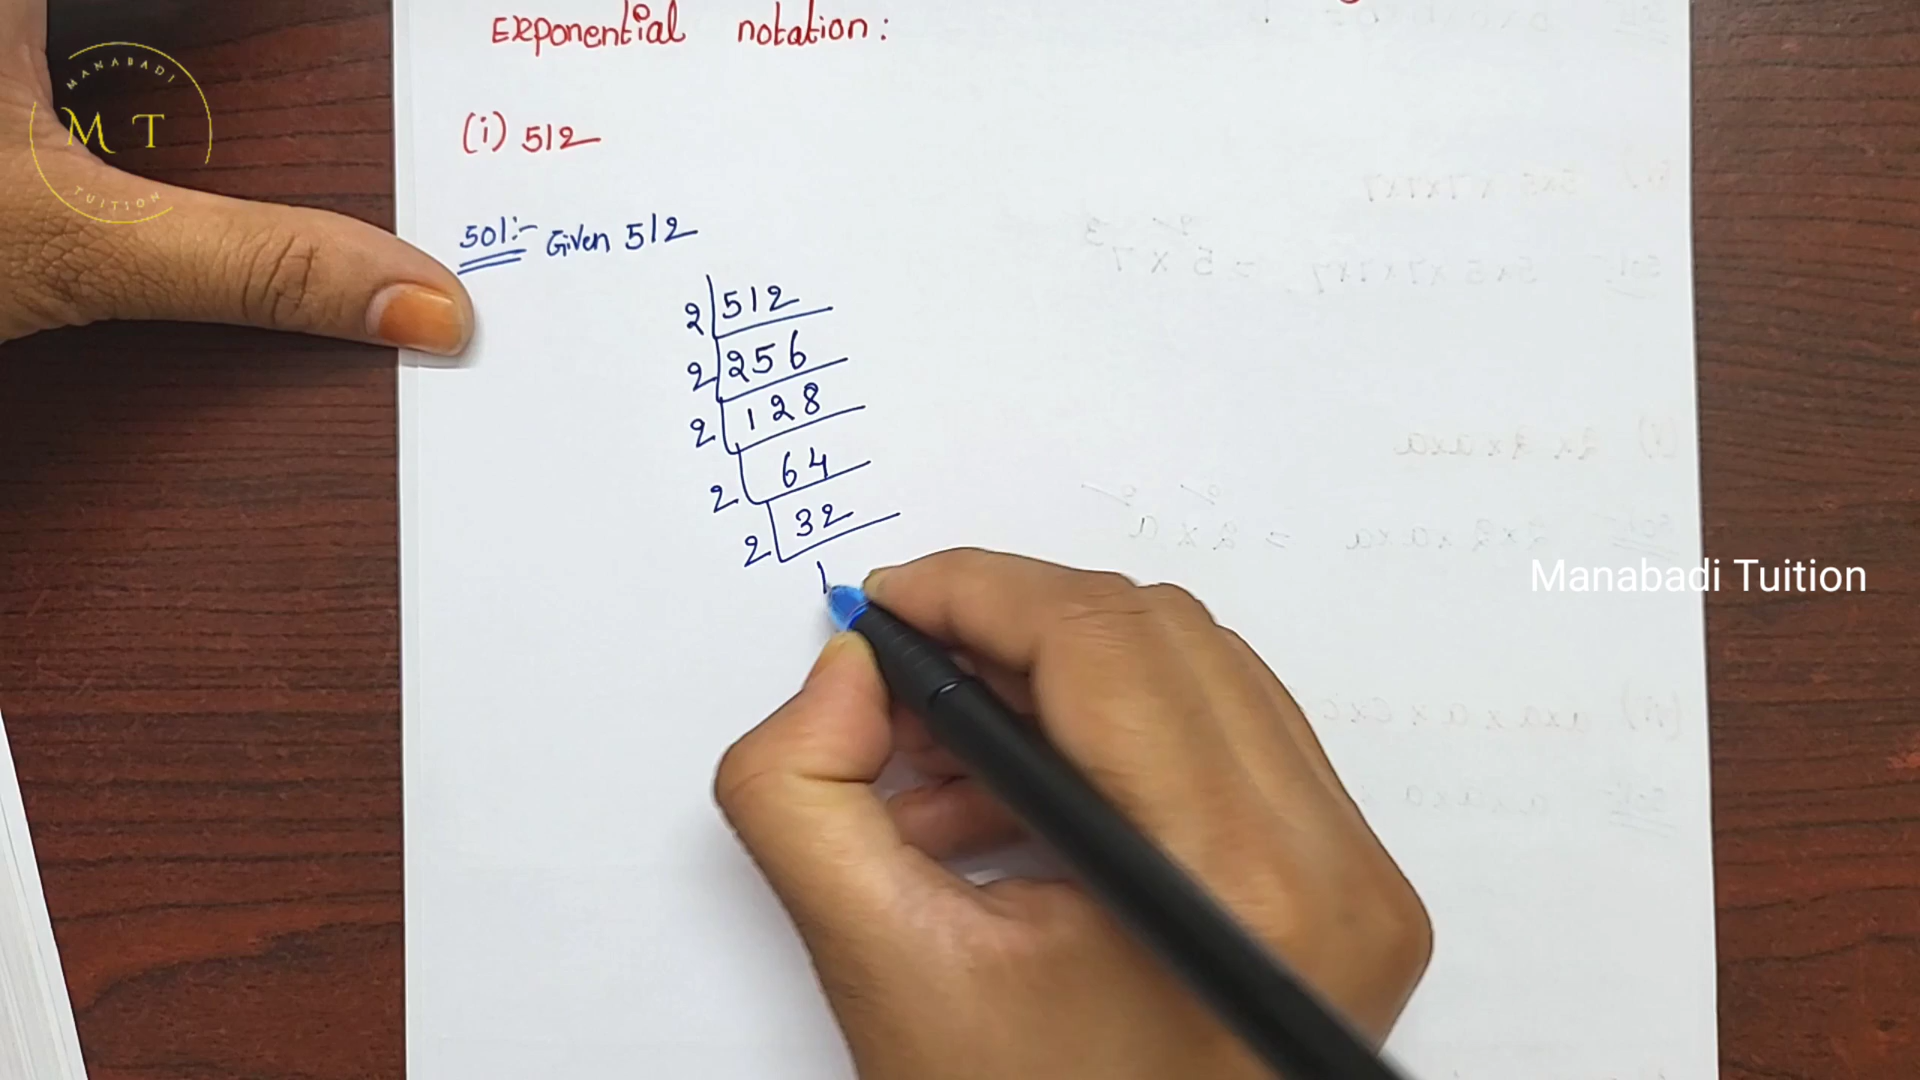 Exponential notation:
(i) 512
Sol:- Given 512
2 512
2 256
2 128
2 64
2 32
1
MANABADI
MT
TUITION
Manabadi Tuition